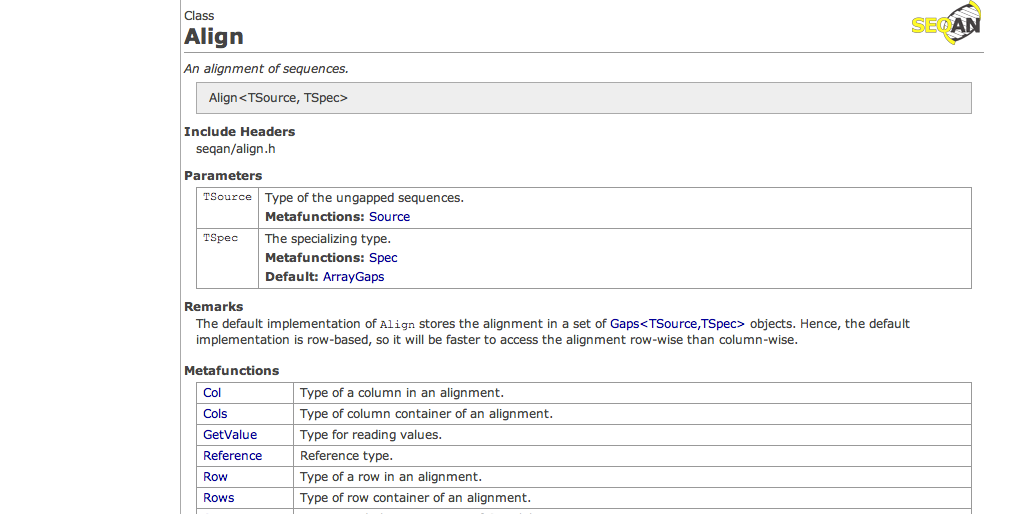 Class
SEQAN
Align
An alignment of sequences.
Align<TSource, TSpec>
Include Headers
seqan/align.h
Parameters
TSource Type of the ungapped sequences.
Metafunctions: Source
TSpec The specializing type.
Metafunctions: Spec
Default: ArrayGaps
Remarks
The default implementation of Align stores the alignment in a set of Gaps<TSource,TSpec> objects. Hence, the default
implementation is row-based, so it will be faster to access the alignment row-wise than column-wise.
Metafunctions
Col Type of a column in an alignment.
Cols Type of column container of an alignment.
GetValue Type for reading values.
Reference Reference type.
Row Type of a row in an alignment.
Rows Type of row container of an alignment.